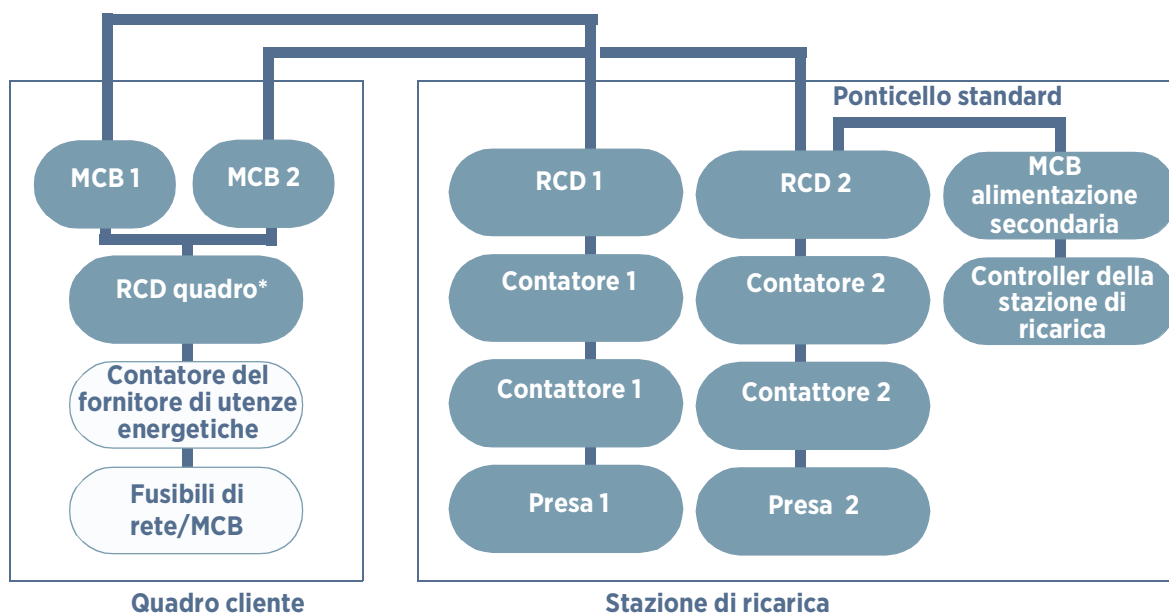 Ponticello standard
MCB 1
MCB 2
RCD quadro*
Contatore del
fornitore di utenze
energetiche
Fusibili di
rete/MCB
Quadro cliente
RCD 1
Contatore 1
Contattore 1
Presa 1
RCD 2
Contatore 2
Contattore 2
Presa 2
MCB
alimentazione
secondaria
Controller della
stazione di
ricarica
Stazione di ricarica